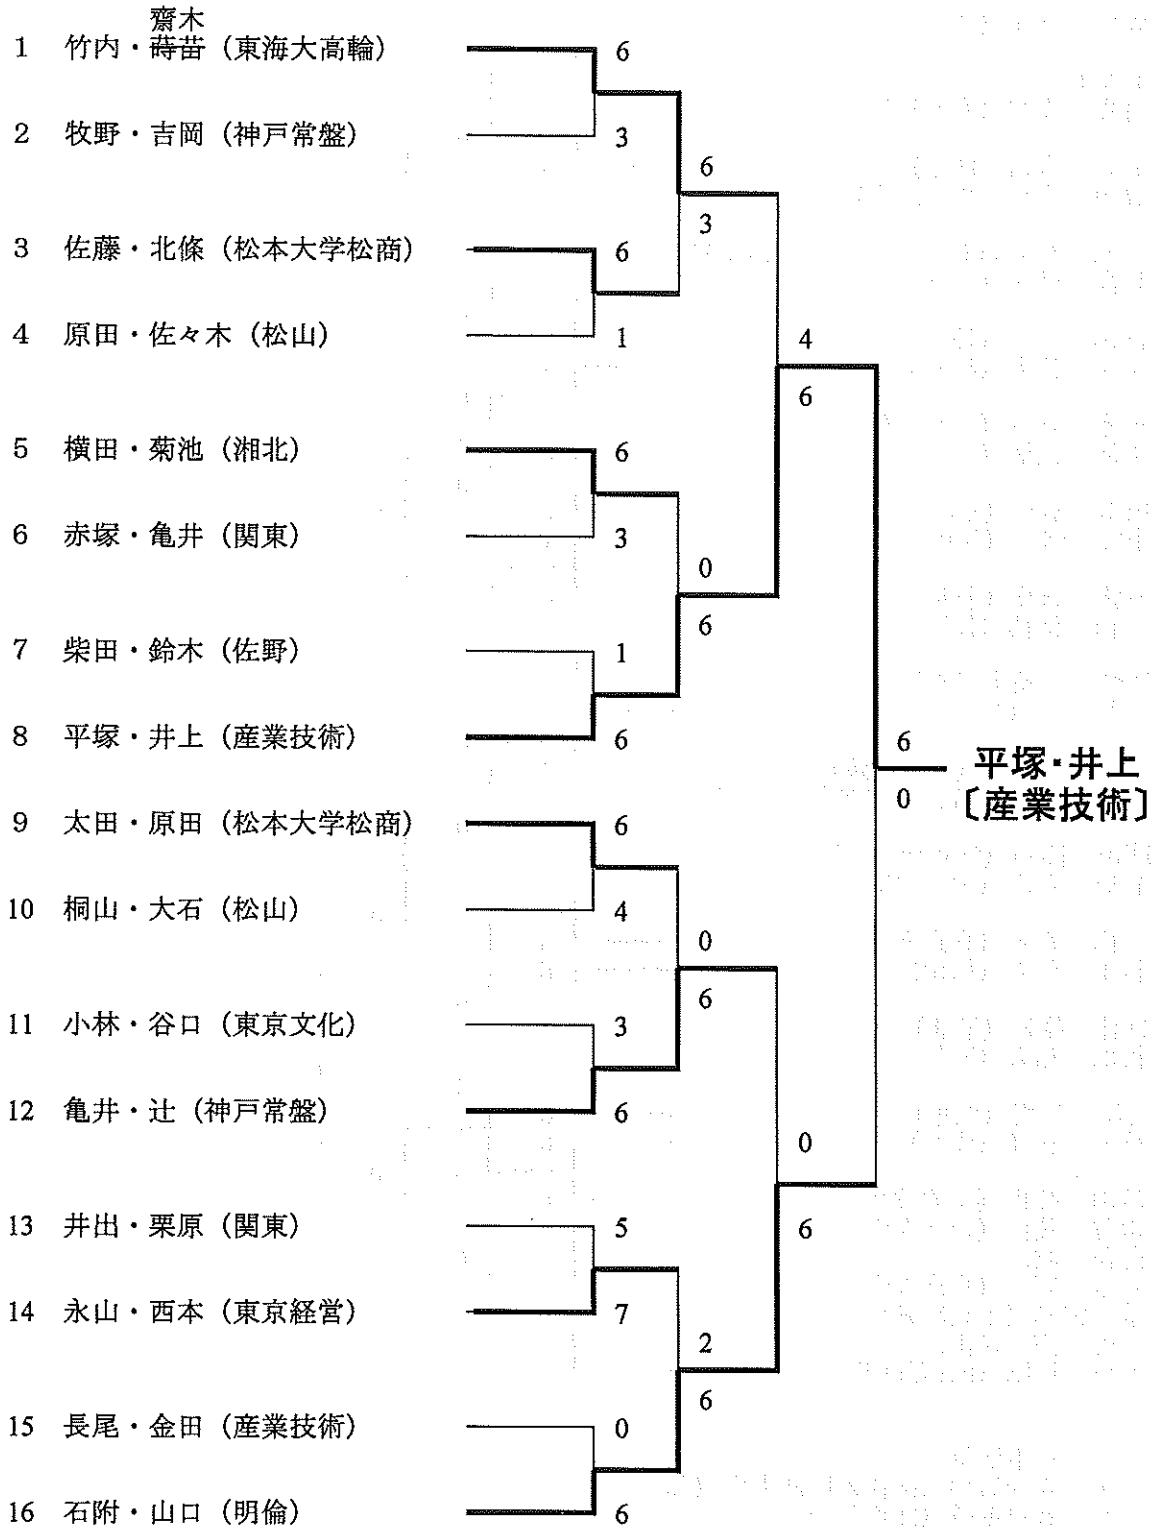 齋木
1 竹内・蒔苗（東海大高輪） 6
2 牧野・吉岡（神戸常盤） 3
6
3
3 佐藤・北條（松本大学松商） 6
4 原田・佐々木（松山） 1
4
6
5 横田・菊池（湘北） 6
6 赤塚・亀井（関東） 3
0
6
7 柴田・鈴木（佐野） 1
8 平塚・井上（産業技術） 6
6 平塚・井上
0 〔産業技術〕
9 太田・原田（松本大学松商） 6
10 桐山・大石（松山） 4
0
6
11 小林・谷口（東京文化） 3
12 亀井・辻（神戸常盤） 6
0
6
13 井出・栗原（関東） 5
14 永山・西本（東京経営） 7
2
6
15 長尾・金田（産業技術） 0
16 石附・山口（明倫） 6